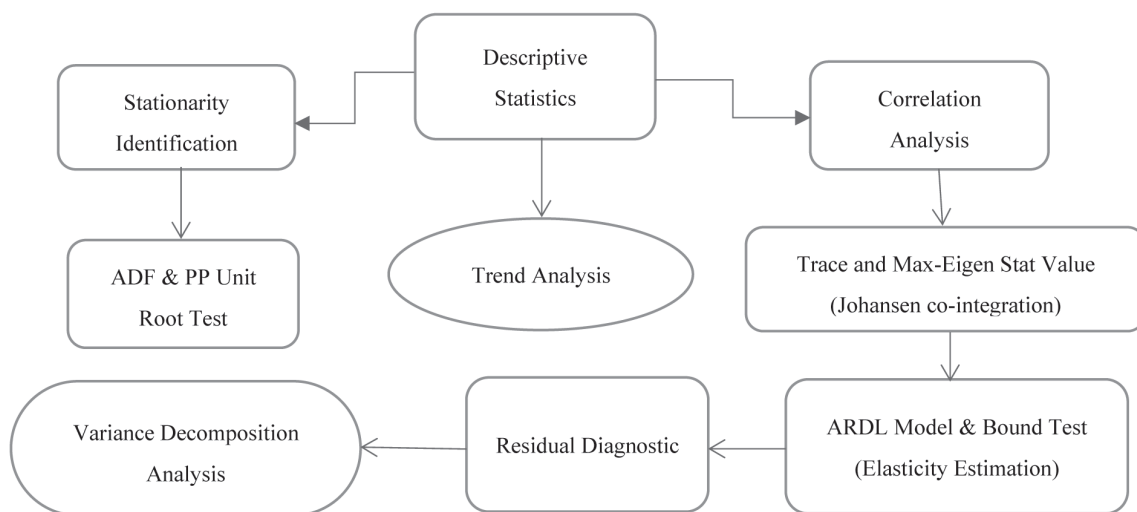 Descriptive
Statistics
Stationarity
Identification
Correlation
Analysis
ADF & PP Unit
Root Test
Trend Analysis
Trace and Max-Eigen Stat Value
(Johansen co-integration)
Variance Decomposition
Analysis
Residual Diagnostic
ARDL Model & Bound Test
(Elasticity Estimation)